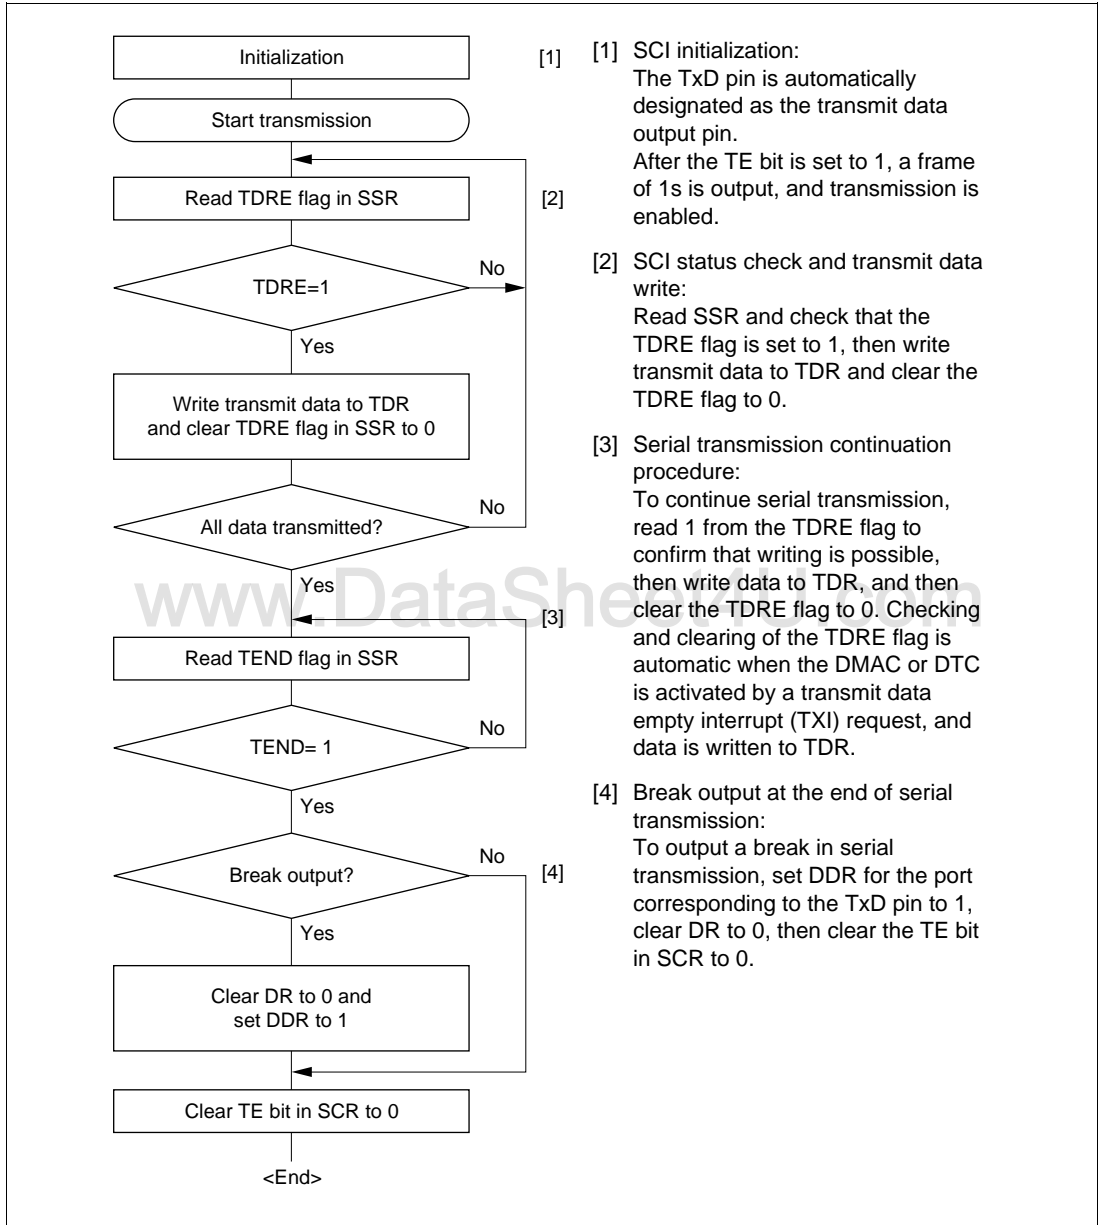 Initialization
[1]
Start transmission
Read TDRE flag in SSR
[2]
TDRE=1
No
Yes
Write transmit data to TDR
and clear TDRE flag in SSR to 0
All data transmitted?
No
Yes
[3]
Read TEND flag in SSR
TEND= 1
No
Yes
Break output?
No
[4]
Yes
Clear DR to 0 and
set DDR to 1
Clear TE bit in SCR to 0
<End>
[1] SCI initialization:
The TxD pin is automatically
designated as the transmit data
output pin.
After the TE bit is set to 1, a frame
of 1s is output, and transmission is
enabled.
[2] SCI status check and transmit data
write:
Read SSR and check that the
TDRE flag is set to 1, then write
transmit data to TDR and clear the
TDRE flag to 0.
[3] Serial transmission continuation
procedure:
To continue serial transmission,
read 1 from the TDRE flag to
confirm that writing is possible,
then write data to TDR, and then
clear the TDRE flag to 0. Checking
and clearing of the TDRE flag is
automatic when the DMAC or DTC
is activated by a transmit data
empty interrupt (TXI) request, and
data is written to TDR.
[4] Break output at the end of serial
transmission:
To output a break in serial
transmission, set DDR for the port
corresponding to the TxD pin to 1,
clear DR to 0, then clear the TE bit
in SCR to 0.
www.DataSheet4U.com